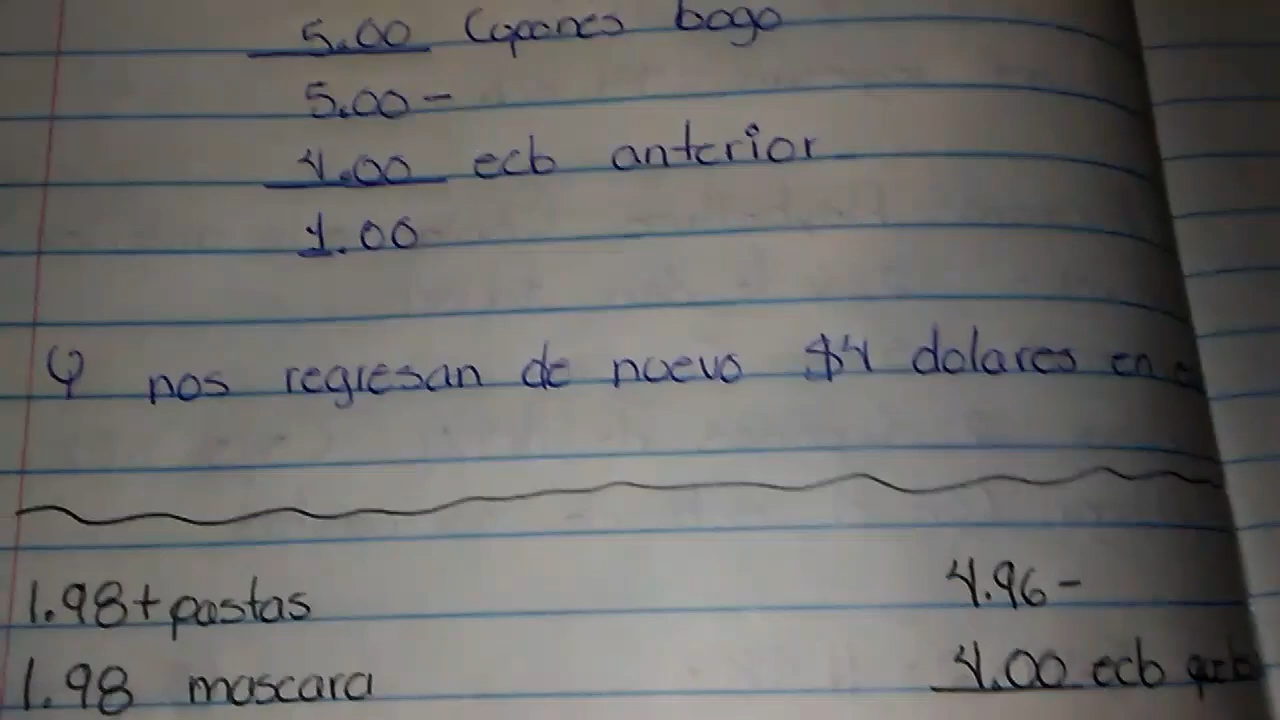 5.00 Cupones bogo
5.00 -
4.00 ecb anterior
1.00
Y nos regresan de nuevo $4 dolares en
1.98 + pastas
4.96 -
1.98 mascara
4.00 ecb